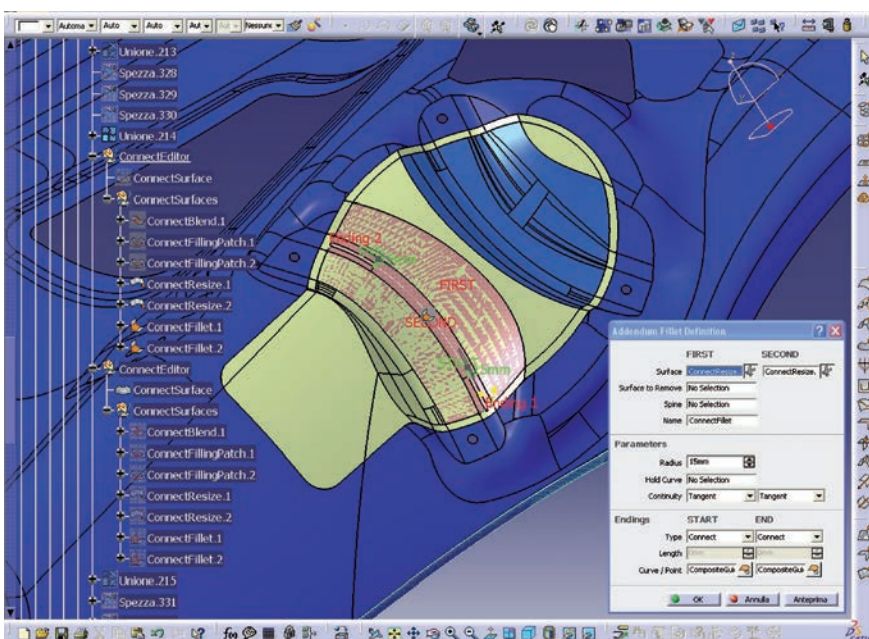 Automa Auto Auto Aut Nessunc
Unione.213
Spezza.328
Spezza.329
Spezza.330
Unione.214
ConnectEditor
ConnectSurface
ConnectSurfaces
ConnectBlend.1
ConnectFillingPatch.1
ConnectFillingPatch.2
ConnectResize.1
ConnectResize.2
ConnectFillet.1
ConnectFillet.2
ConnectEditor
ConnectSurface
ConnectSurfaces
ConnectBlend.1
ConnectFillingPatch.1
ConnectFillingPatch.2
ConnectResize.1
ConnectResize.2
ConnectFillet.1
ConnectFillet.2
Unione.215
Spezza.331
FIRST
SECOND
Ending 1
Addendum Fillet Definition
FIRST SECOND
Surface ConnectResize. ConnectResize.
Surface to Remove No Selection
Spine No Selection
Name ConnectFillet
Parameters
Radius 15mm
Hold Curve No Selection
Continuity Tangent Tangent
Endings START END
Type Connect Connect
Length 0mm 0mm
Curve / Point CompositeGui CompositeGui
OK Annulla Anteprima